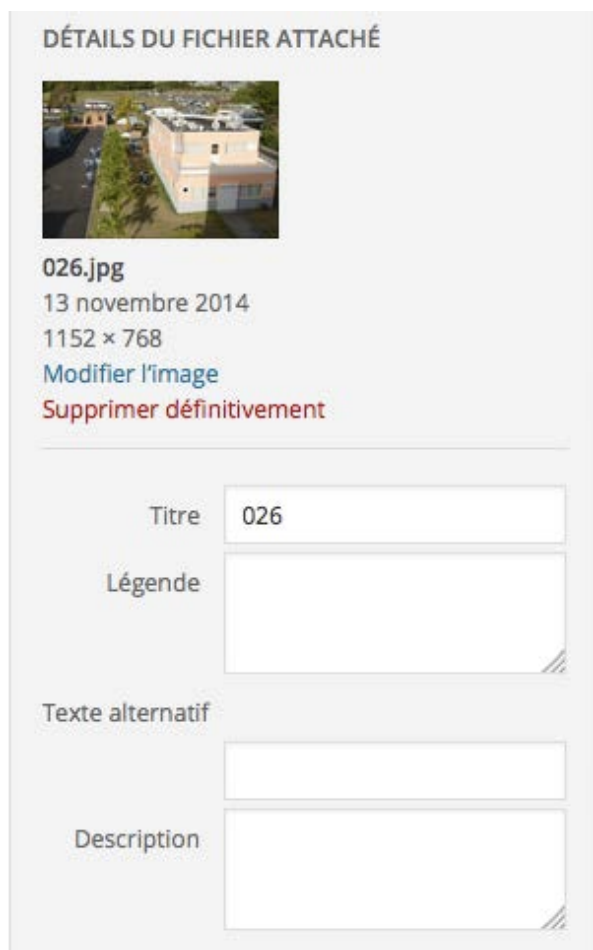 DÉTAILS DU FICHIER ATTACHÉ
026.jpg
13 novembre 2014
1152 × 768
Modifier l'image
Supprimer définitivement
Titre 026
Légende
Texte alternatif
Description